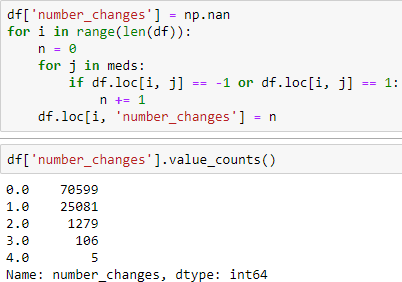 df['number_changes'] = np.nan
for i in range(len(df)):
    n = 0
    for j in meds:
        if df.loc[i, j] == -1 or df.loc[i, j] == 1:
            n += 1
    df.loc[i, 'number_changes'] = n
df['number_changes'].value_counts()
0.0    70599
1.0    25081
2.0     1279
3.0      106
4.0        5
Name: number_changes, dtype: int64